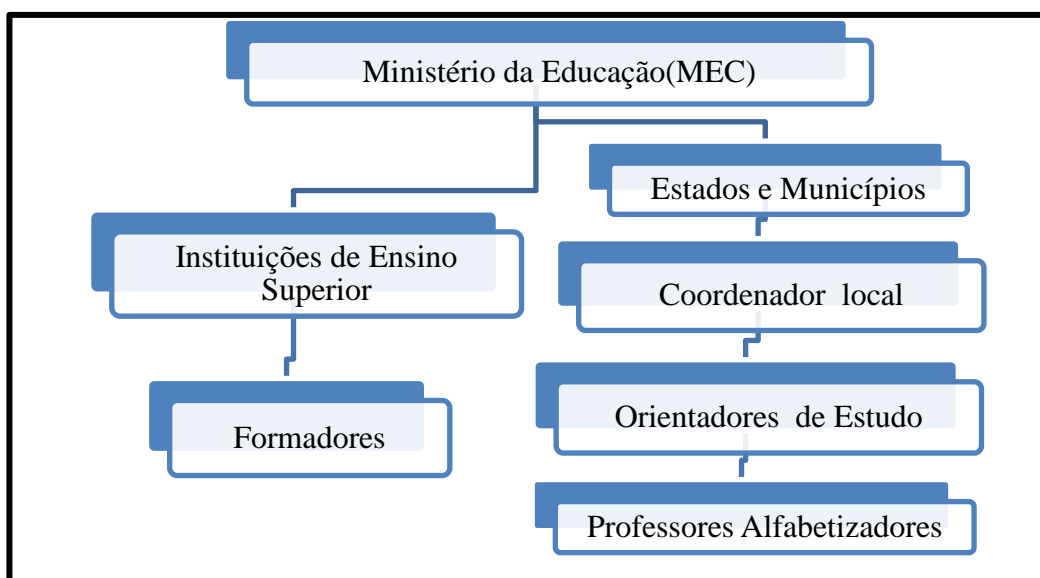 Ministério da Educação(MEC)
Estados e Municípios
Instituições de Ensino
Superior
Coordenador local
Formadores
Orientadores de Estudo
Professores Alfabetizadores